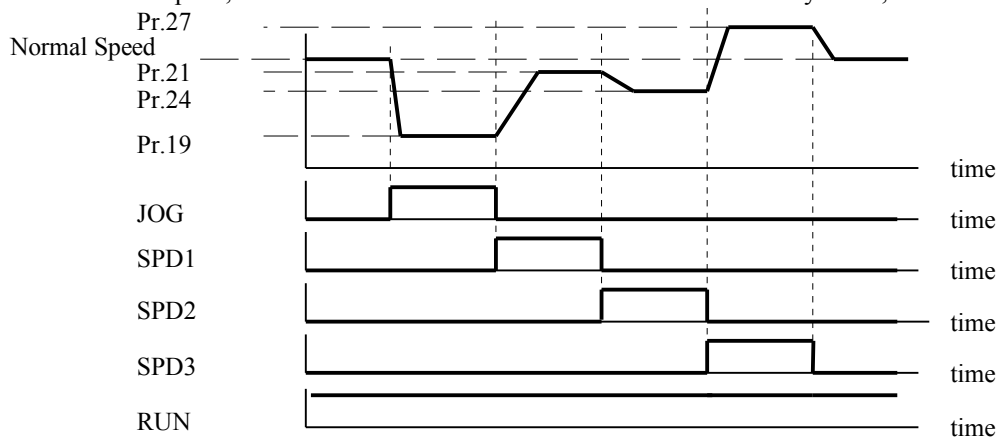 Pr.27
Normal Speed
Pr.21
Pr.24
Pr.19
time
JOG
time
SPD1
time
SPD2
time
SPD3
time
RUN
time